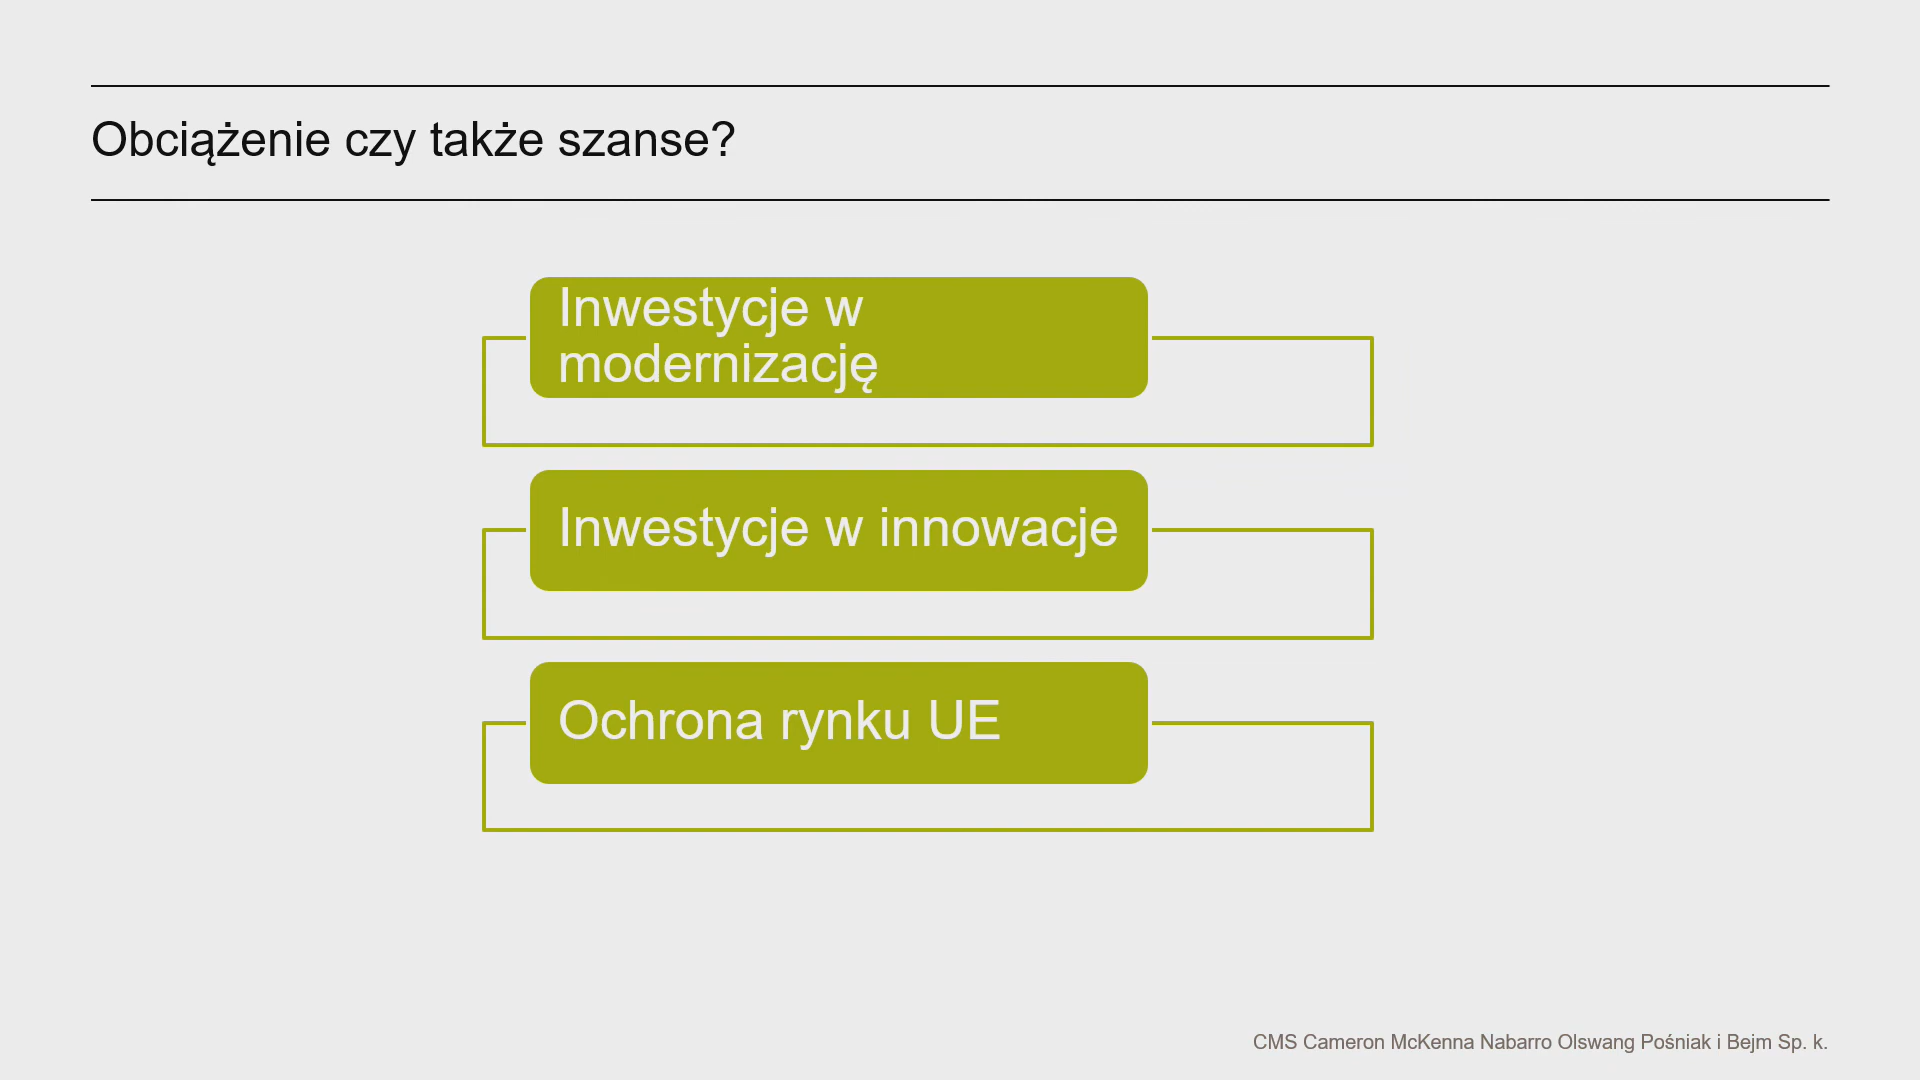 Obciążenie czy także szanse?
Inwestycje w
modernizację
Inwestycje w innowacje
Ochrona rynku UE
CMS Cameron McKenna Nabarro Olswang Pośniak i Bejm Sp. k.